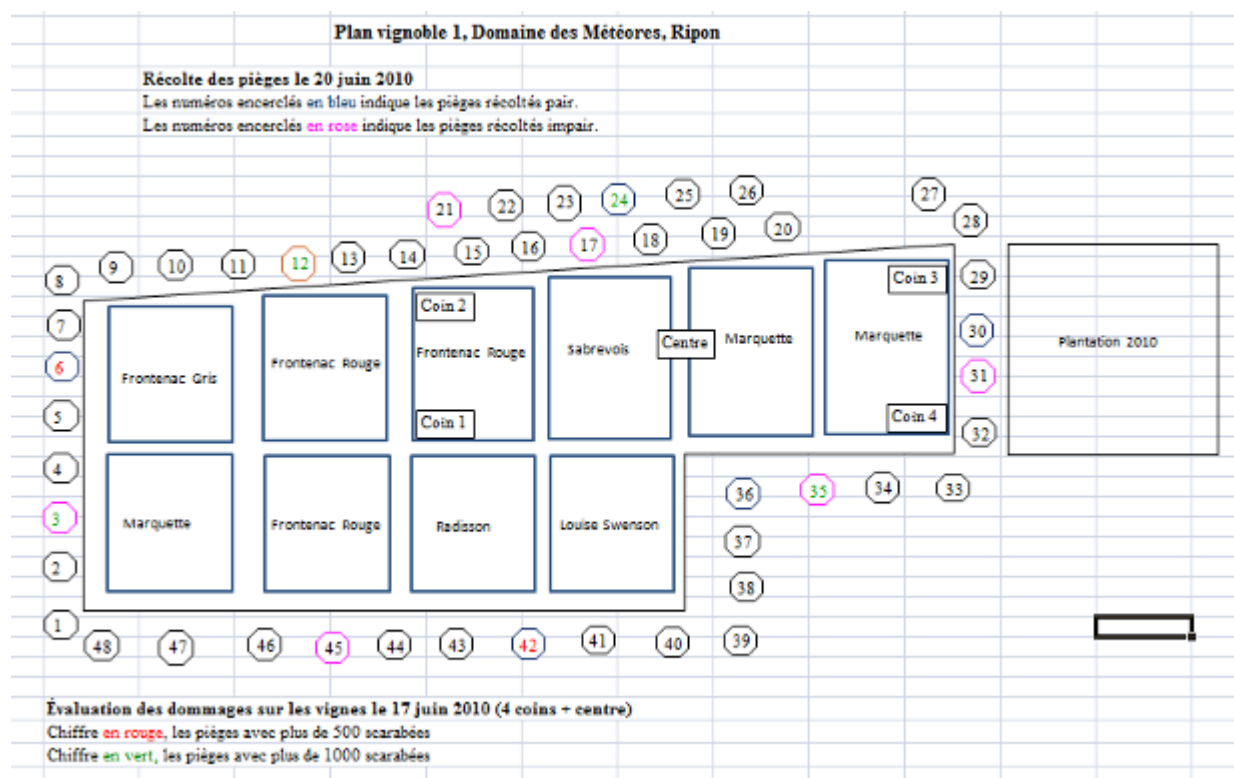 Plan vignoble 1, Domaine des Météores, Ripon
Récolte des pièges le 20 juin 2010
Les numéros encerclés en bleu indique les pièges récoltés pair.
Les numéros encerclés en rose indique les pièges récoltés impair.
21 22 23 24 25 26 27
28
8 9 10 11 12 13 14 15 16 17 18 19 20
Coin 2
Coin 3
29
7
Frontenac Gris
Frontenac Rouge
Frontenac Rouge
Sabrevois
Centre
Marquette
Marquette
30
Plantation 2010
6
31
5
Coin 1
Coin 4
32
4
3
Marquette
Frontenac Rouge
Radisson
Louise Swenson
36 35 34 33
37
2
38
1
48 47 46 45 44 43 42 41 40 39
Évaluation des dommages sur les vignes le 17 juin 2010 (4 coins + centre)
Chiffre en rouge, les pièges avec plus de 500 scarabées
Chiffre en vert, les pièges avec plus de 1000 scarabées